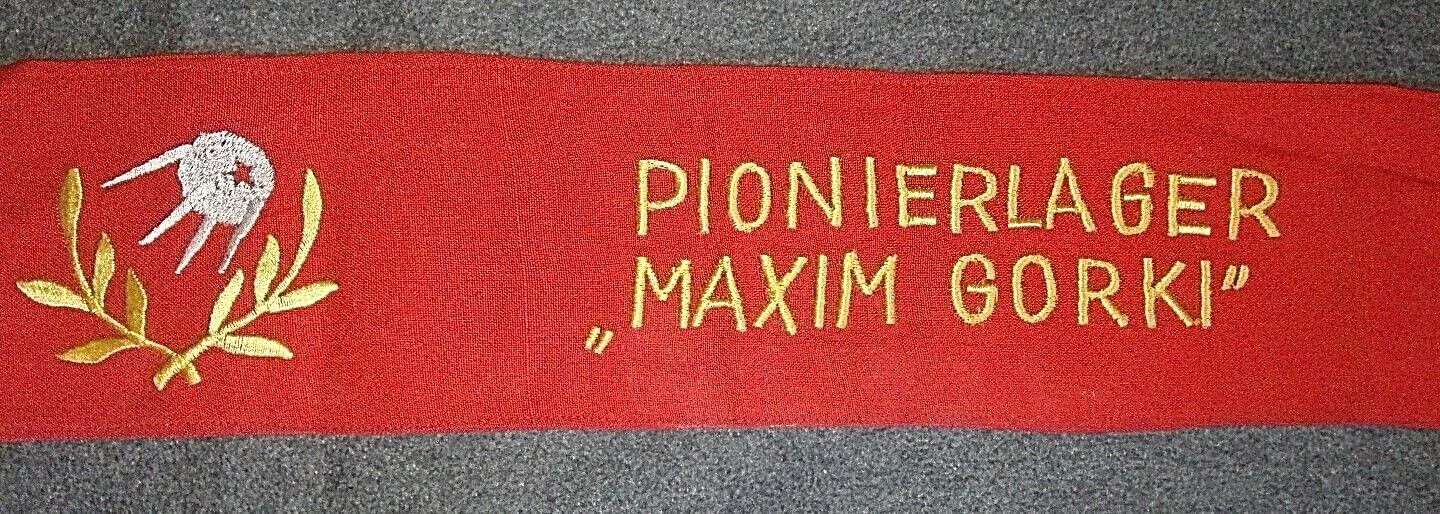 PIONIERLAGER
„MAXIM GORKI”